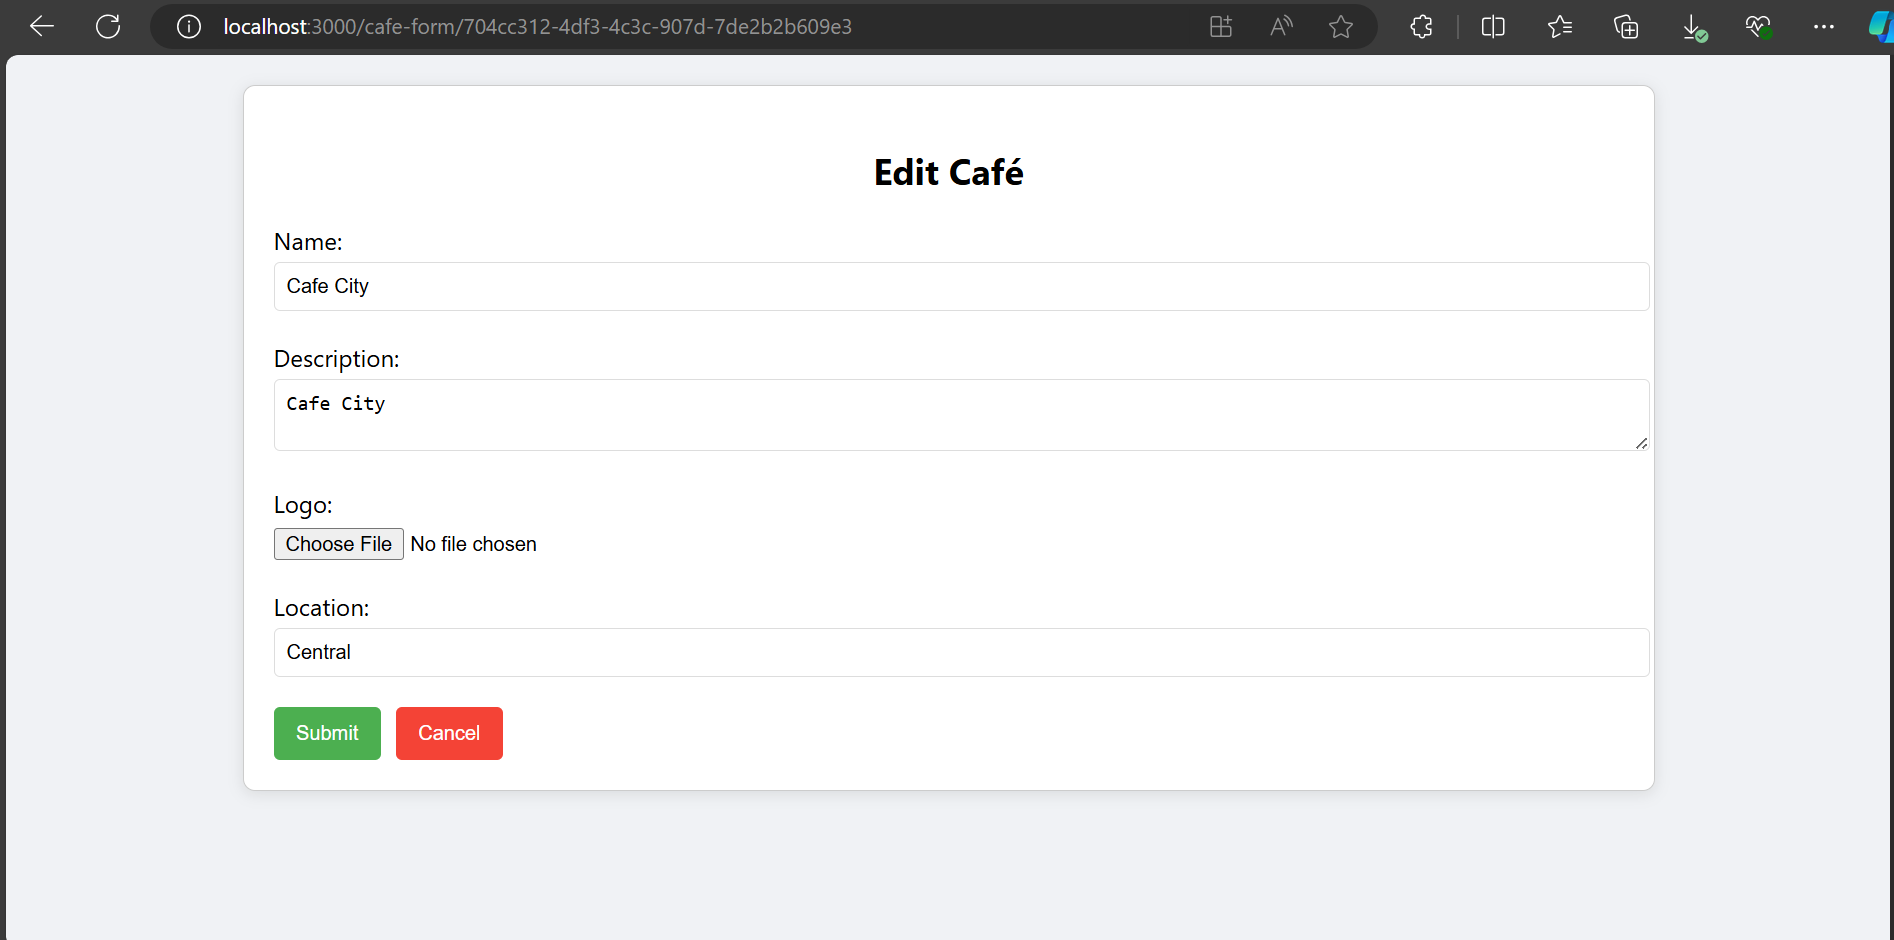 localhost:3000/cafe-form/704cc312-4df3-4c3c-907d-7de2b2b609e3
Edit Café
Name:
Cafe City
Description:
Cafe City
Logo:
Choose File No file chosen
Location:
Central
Submit Cancel